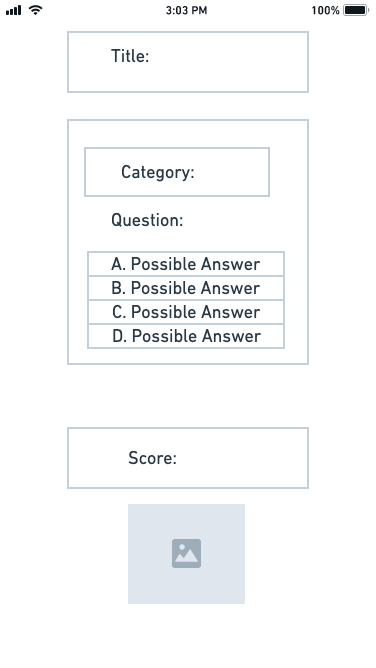 3:03 PM
100%
Title:
Category:
Question:
A. Possible Answer
B. Possible Answer
C. Possible Answer
D. Possible Answer
Score: